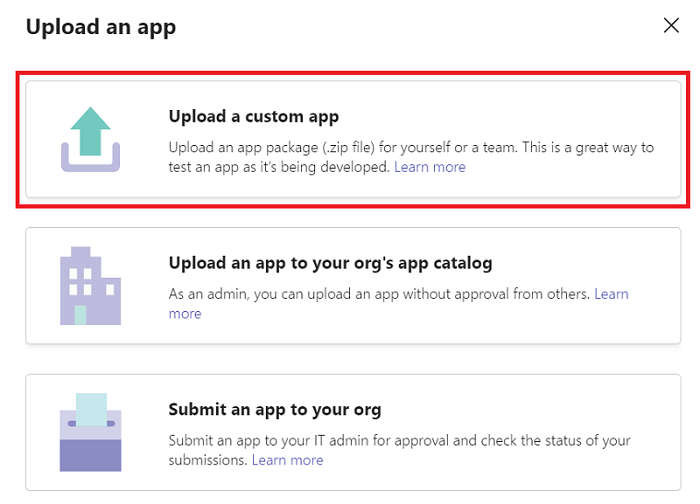 Upload an app
Upload a custom app
Upload an app package (.zip file) for yourself or a team. This is a great way to
test an app as it’s being developed. Learn more
Upload an app to your org's app catalog
As an admin, you can upload an app without approval from others. Learn
more
Submit an app to your org
Submit an app to your IT admin for approval and check the status of your
submissions. Learn more